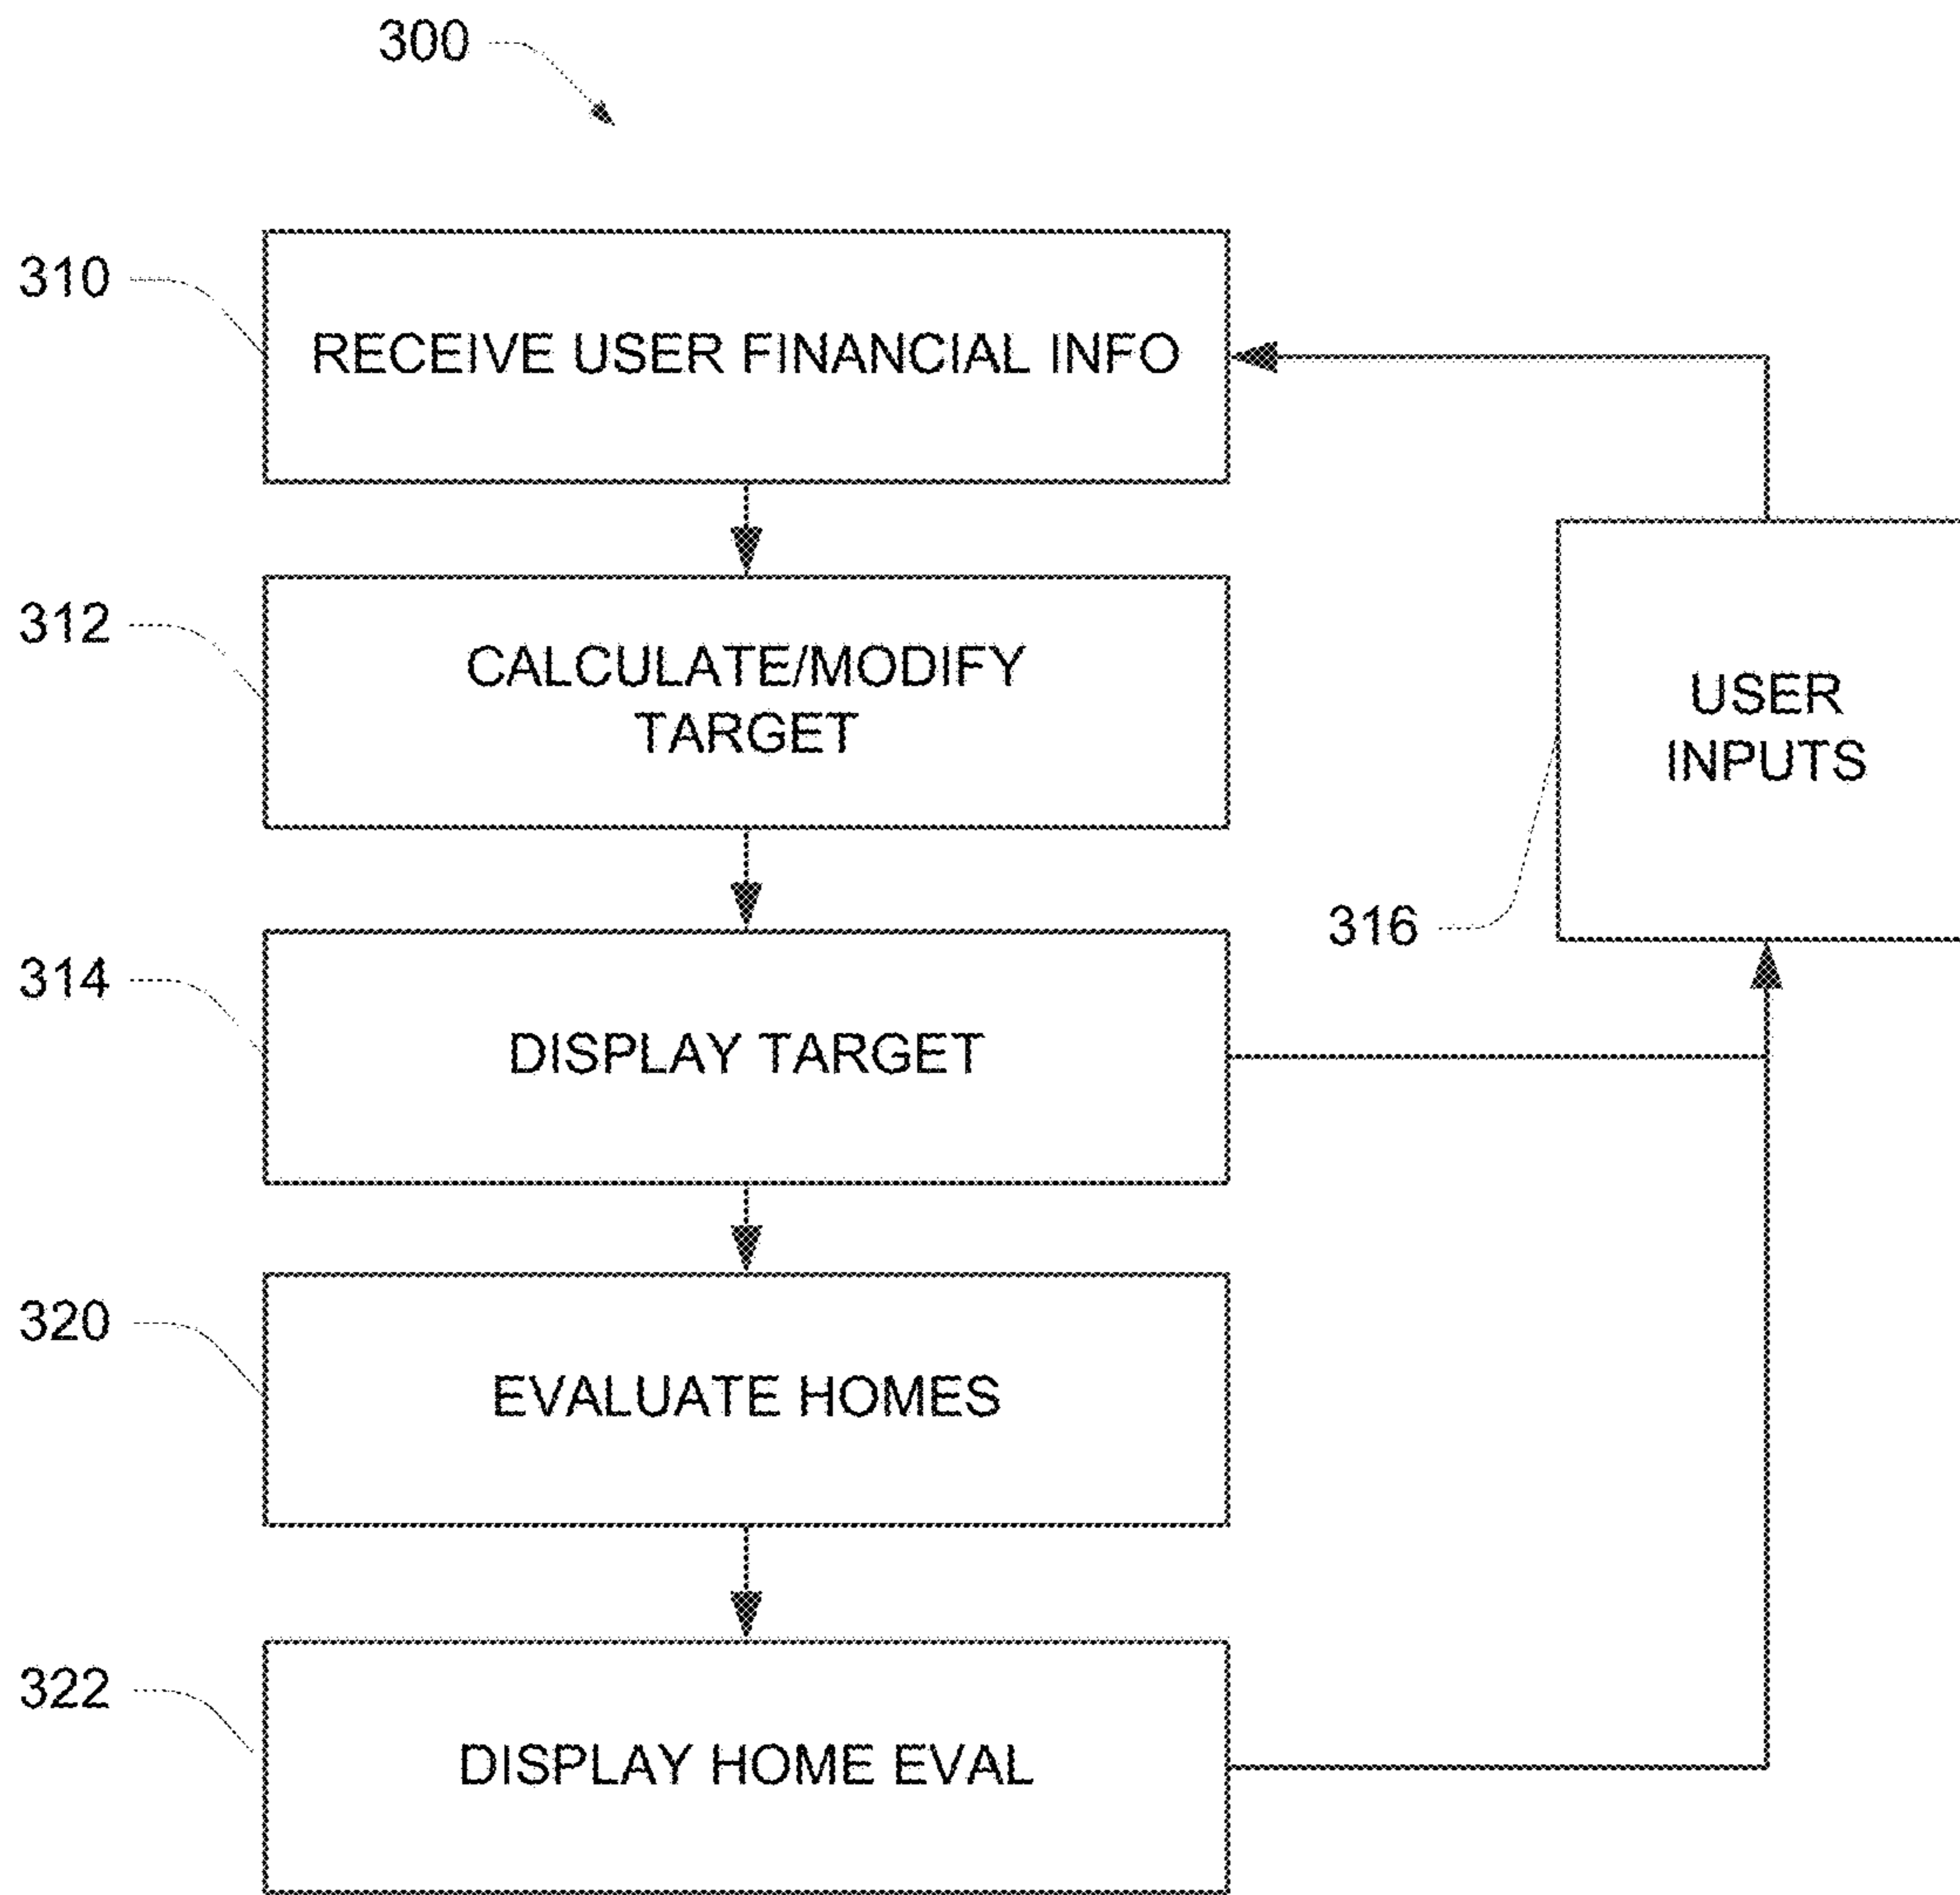 300
310
RECEIVE USER FINANCIAL INFO
312
CALCULATE/MODIFY
TARGET
USER
INPUTS
316
314
DISPLAY TARGET
320
EVALUATE HOMES
322
DISPLAY HOME EVAL